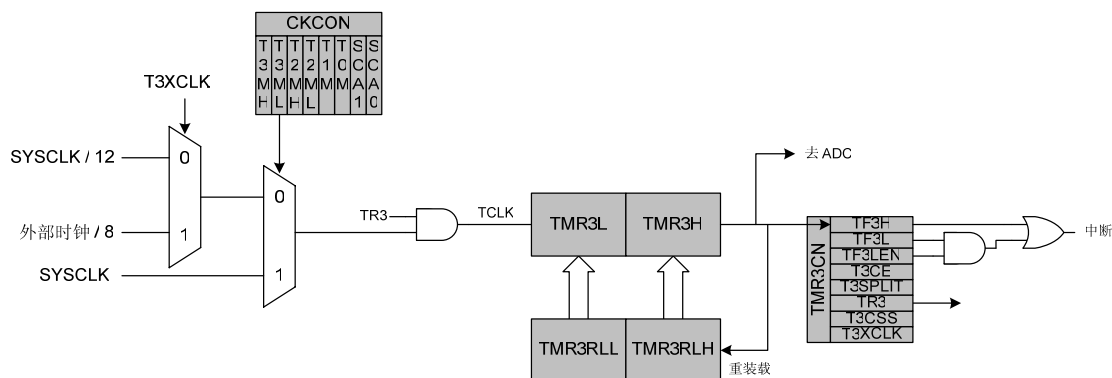 CKCON
T3MH
T3ML
T2MH
T2ML
T1M
T0M
SCA1
SCA0
T3XCLK
SYSCLK / 12
0
外部时钟 / 8
1
SYSCLK
0
1
TR3
TCLK
TMR3L
TMR3H
去 ADC
TMR3CN
TF3H
TF3L
TF3LEN
T3CE
T3SPLIT
TR3
T3CSS
T3XCLK
中断
TMR3RLL
TMR3RLH
重装载